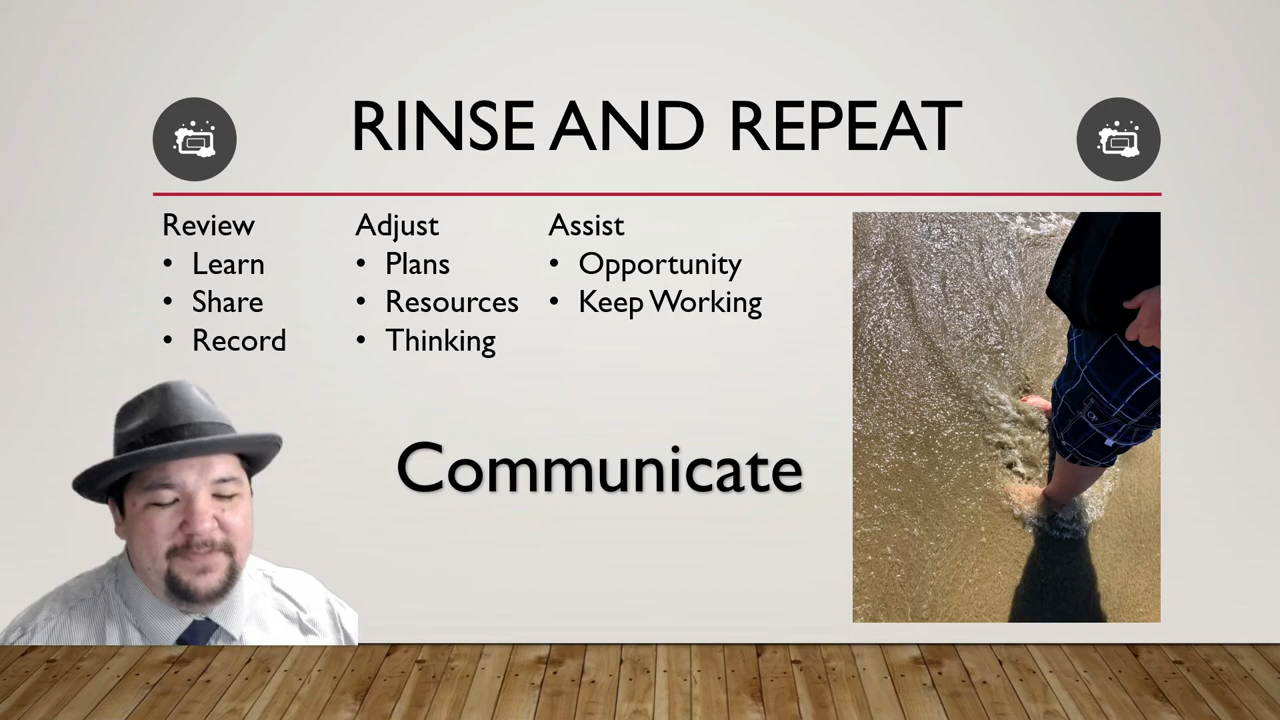 RINSE AND REPEAT
Review
• Learn
• Share
• Record
Adjust
• Plans
• Resources
• Thinking
Assist
• Opportunity
• Keep Working
Communicate